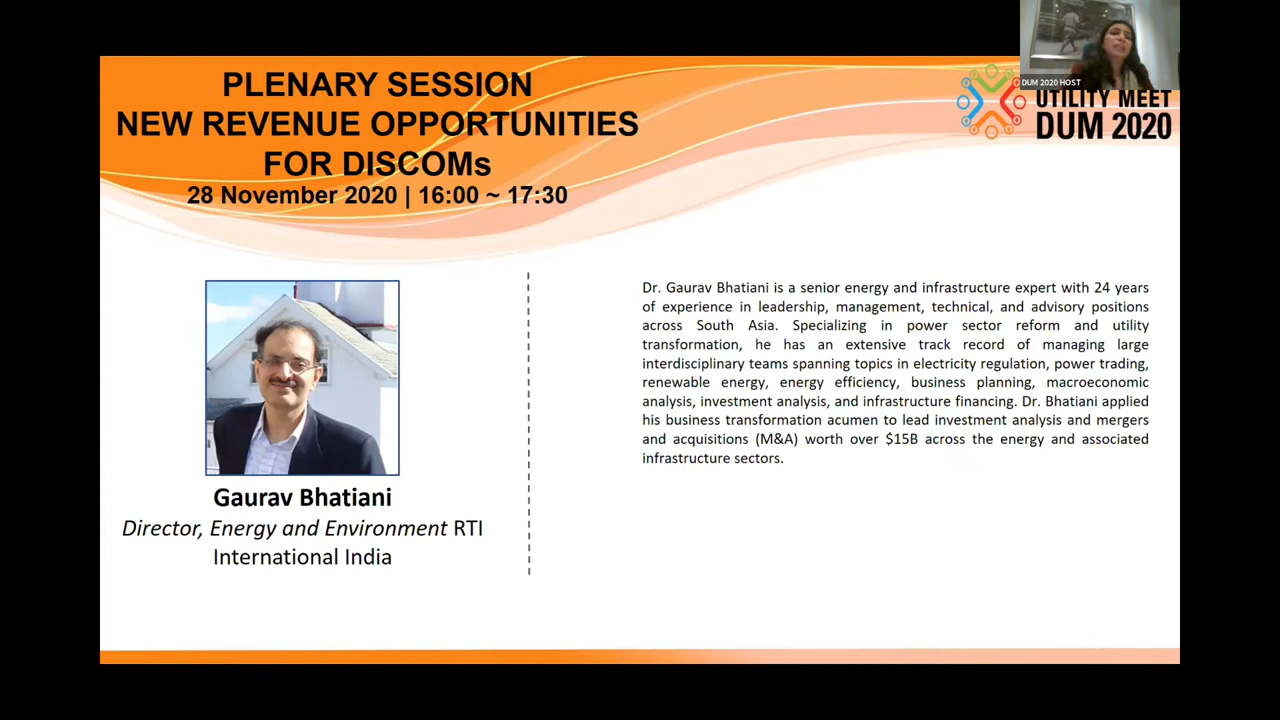 PLENARY SESSION
NEW REVENUE OPPORTUNITIES
FOR DISCOMs
28 November 2020 | 16:00 ~ 17:30
DUM 2020 HOST
UTILITY MEET
DUM 2020
Gaurav Bhatiani
Director, Energy and Environment RTI
International India
Dr. Gaurav Bhatiani is a senior energy and infrastructure expert with 24 years
of experience in leadership, management, technical, and advisory positions
across South Asia. Specializing in power sector reform and utility
transformation, he has an extensive track record of managing large
interdisciplinary teams spanning topics in electricity regulation, power trading,
renewable energy, energy efficiency, business planning, macroeconomic
analysis, investment analysis, and infrastructure financing. Dr. Bhatiani applied
his business transformation acumen to lead investment analysis and mergers
and acquisitions (M&A) worth over $15B across the energy and associated
infrastructure sectors.